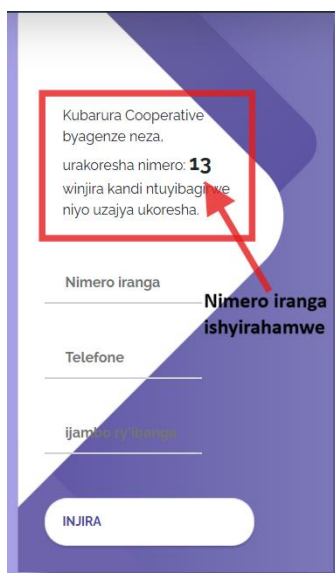 Kubarura Cooperative
byagenze neza,
urakoresha nimero: 13
winjira kandi ntuyibagirwe
niyo uzajya ukoresha.
Nimero iranga
Nimero iranga
ishyirahamwe
Telefone
ijambo ry'ibanga
INJIRA